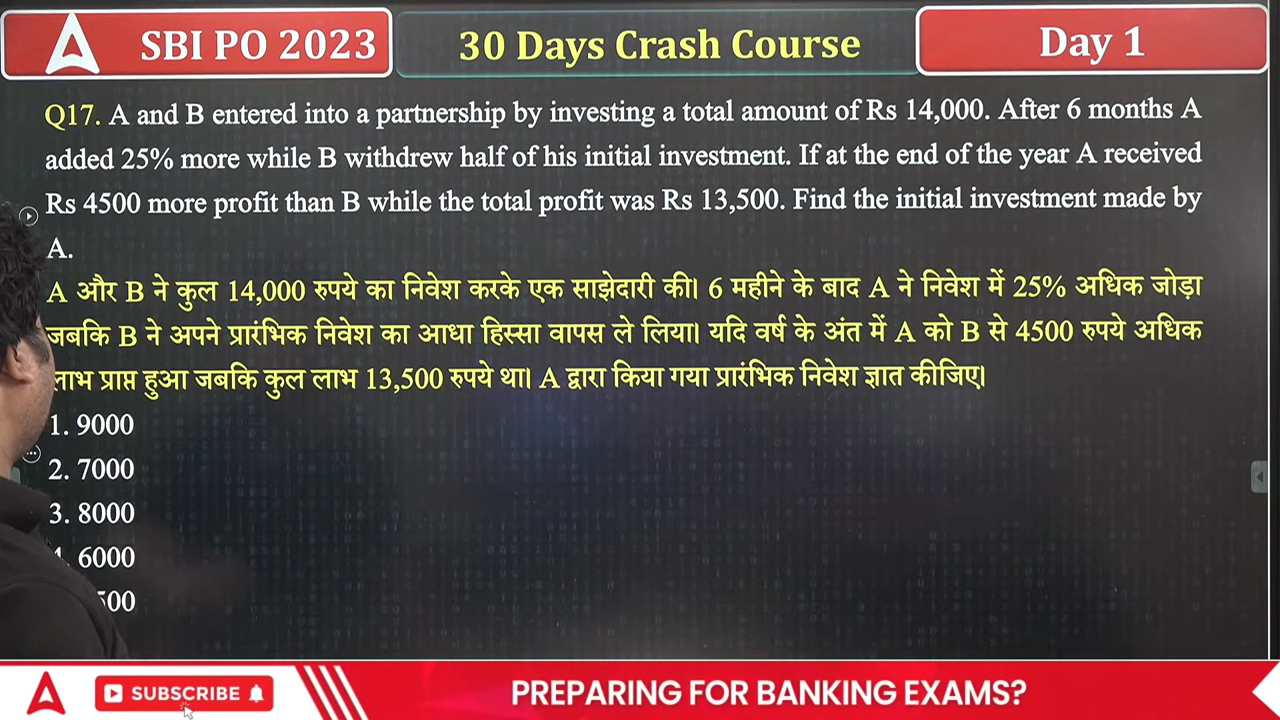 SBI PO 2023
30 Days Crash Course
Day 1
Q17. A and B entered into a partnership by investing a total amount of Rs 14,000. After 6 months A
added 25% more while B withdrew half of his initial investment. If at the end of the year A received
Rs 4500 more profit than B while the total profit was Rs 13,500. Find the initial investment made by
A.
A और B ने कुल 14,000 रुपये का निवेश करके एक साझेदारी की। 6 महीने के बाद A ने निवेश में 25% अधिक जोड़ा
जबकि B ने अपने प्रारंभिक निवेश का आधा हिस्सा वापस ले लिया। यदि वर्ष के अंत में A को B से 4500 रुपये अधिक
लाभ प्राप्त हुआ जबकि कुल लाभ 13,500 रुपये था। A द्वारा किया गया प्रारंभिक निवेश ज्ञात कीजिए।
1. 9000
2. 7000
3. 8000
4. 6000
SUBSCRIBE
PREPARING FOR BANKING EXAMS?